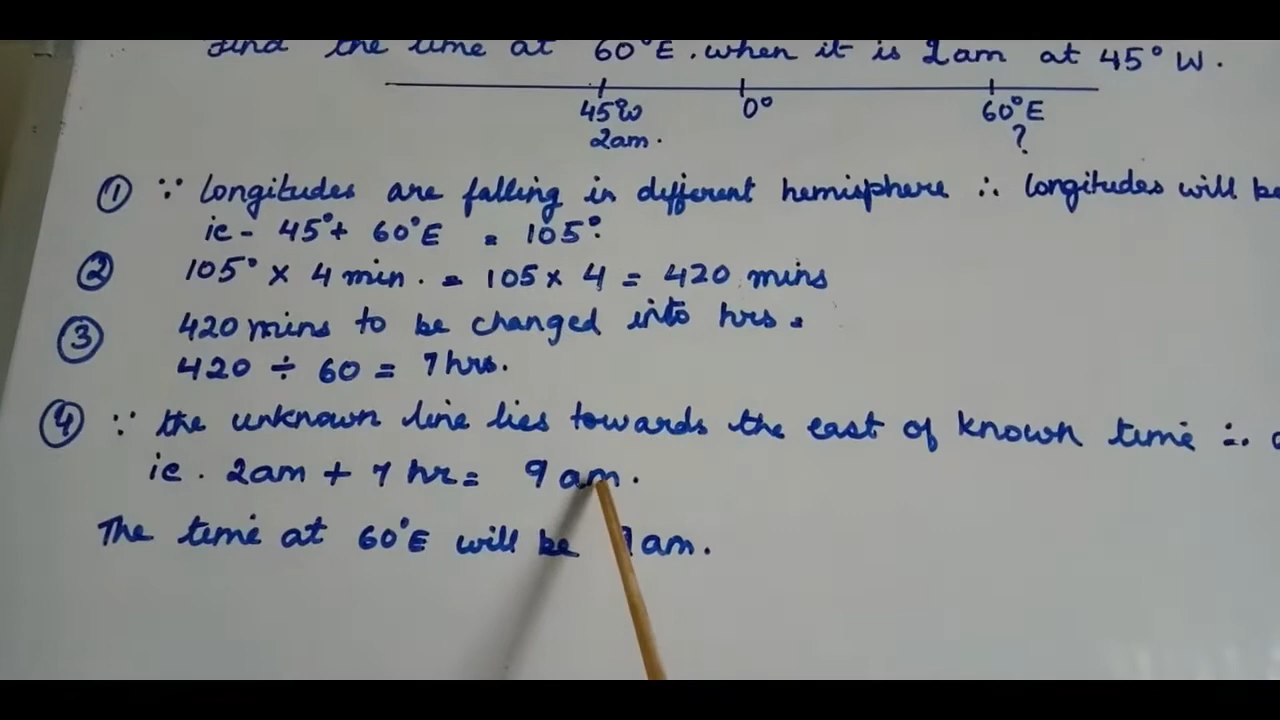 Find the time at 60°E. when it is 2am at 45° W.
45°W 0° 60°E
2am. ?
① ∵ longitudes are falling in different hemisphere ∴ longitudes will be
ie - 45°+ 60°E = 105°.
② 105° × 4 min. = 105 × 4 = 420 mins
③ 420 mins to be changed into hrs.
420 ÷ 60 = 7 hrs.
④ ∵ the unknown line lies towards the east of known time ∴
ie. 2am + 7 hr = 9 am.
The time at 60°E will be 9 am.